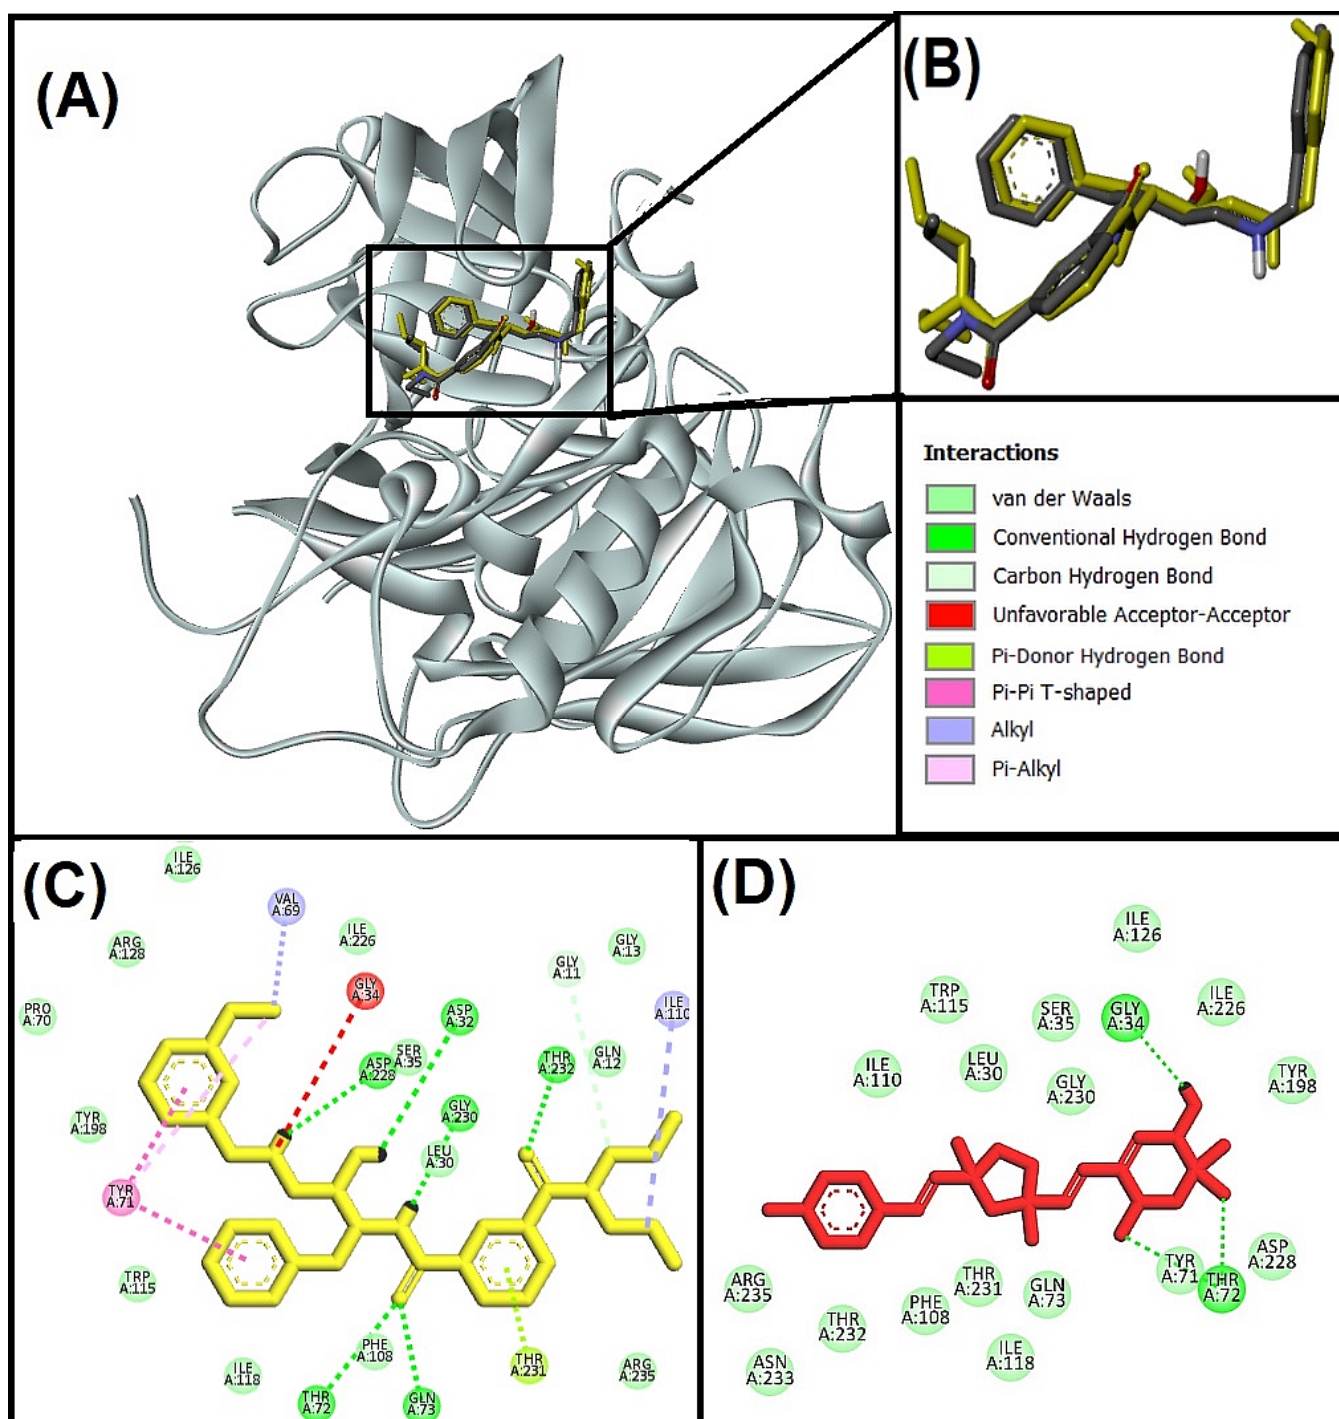 (A)
(B)
Interactions
van der Waals
Conventional Hydrogen Bond
Carbon Hydrogen Bond
Unfavorable Acceptor-Acceptor
Pi-Donor Hydrogen Bond
Pi-Pi T-shaped
Alkyl
Pi-Alkyl
(C)
ILE
A:126
VAL
A:69
ARG
A:128
ILE
A:226
GLY
A:13
GLY
A:11
GLY
A:34
PRO
A:70
ASP
A:32
ILE
A:110
SER
A:35
ASP
A:228
THR
A:232
GLN
A:12
GLY
A:230
TYR
A:198
LEU
A:30
TYR
A:71
TRP
A:115
PHE
A:108
THR
A:231
ILE
A:118
ARG
A:235
THR
A:72
GLN
A:73
(D)
ILE
A:126
TRP
A:115
SER
A:35
GLY
A:34
ILE
A:226
ILE
A:110
LEU
A:30
GLY
A:230
TYR
A:198
ARG
A:235
THR
A:232
PHE
A:108
THR
A:231
GLN
A:73
TYR
A:71
THR
A:72
ASP
A:228
ASN
A:233
ILE
A:118